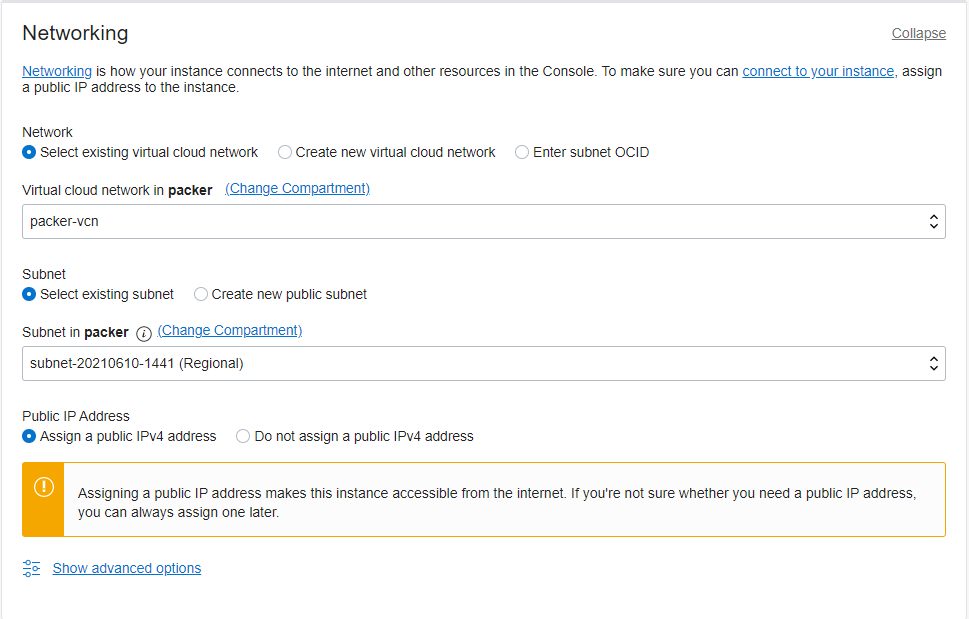 Networking
Collapse
Networking is how your instance connects to the internet and other resources in the Console. To make sure you can connect to your instance, assign
a public IP address to the instance.
Network
Select existing virtual cloud network Create new virtual cloud network Enter subnet OCID
Virtual cloud network in packer (Change Compartment)
packer-vcn
Subnet
Select existing subnet Create new public subnet
Subnet in packer i (Change Compartment)
subnet-20210610-1441 (Regional)
Public IP Address
Assign a public IPv4 address Do not assign a public IPv4 address
Assigning a public IP address makes this instance accessible from the internet. If you're not sure whether you need a public IP address,
you can always assign one later.
Show advanced options